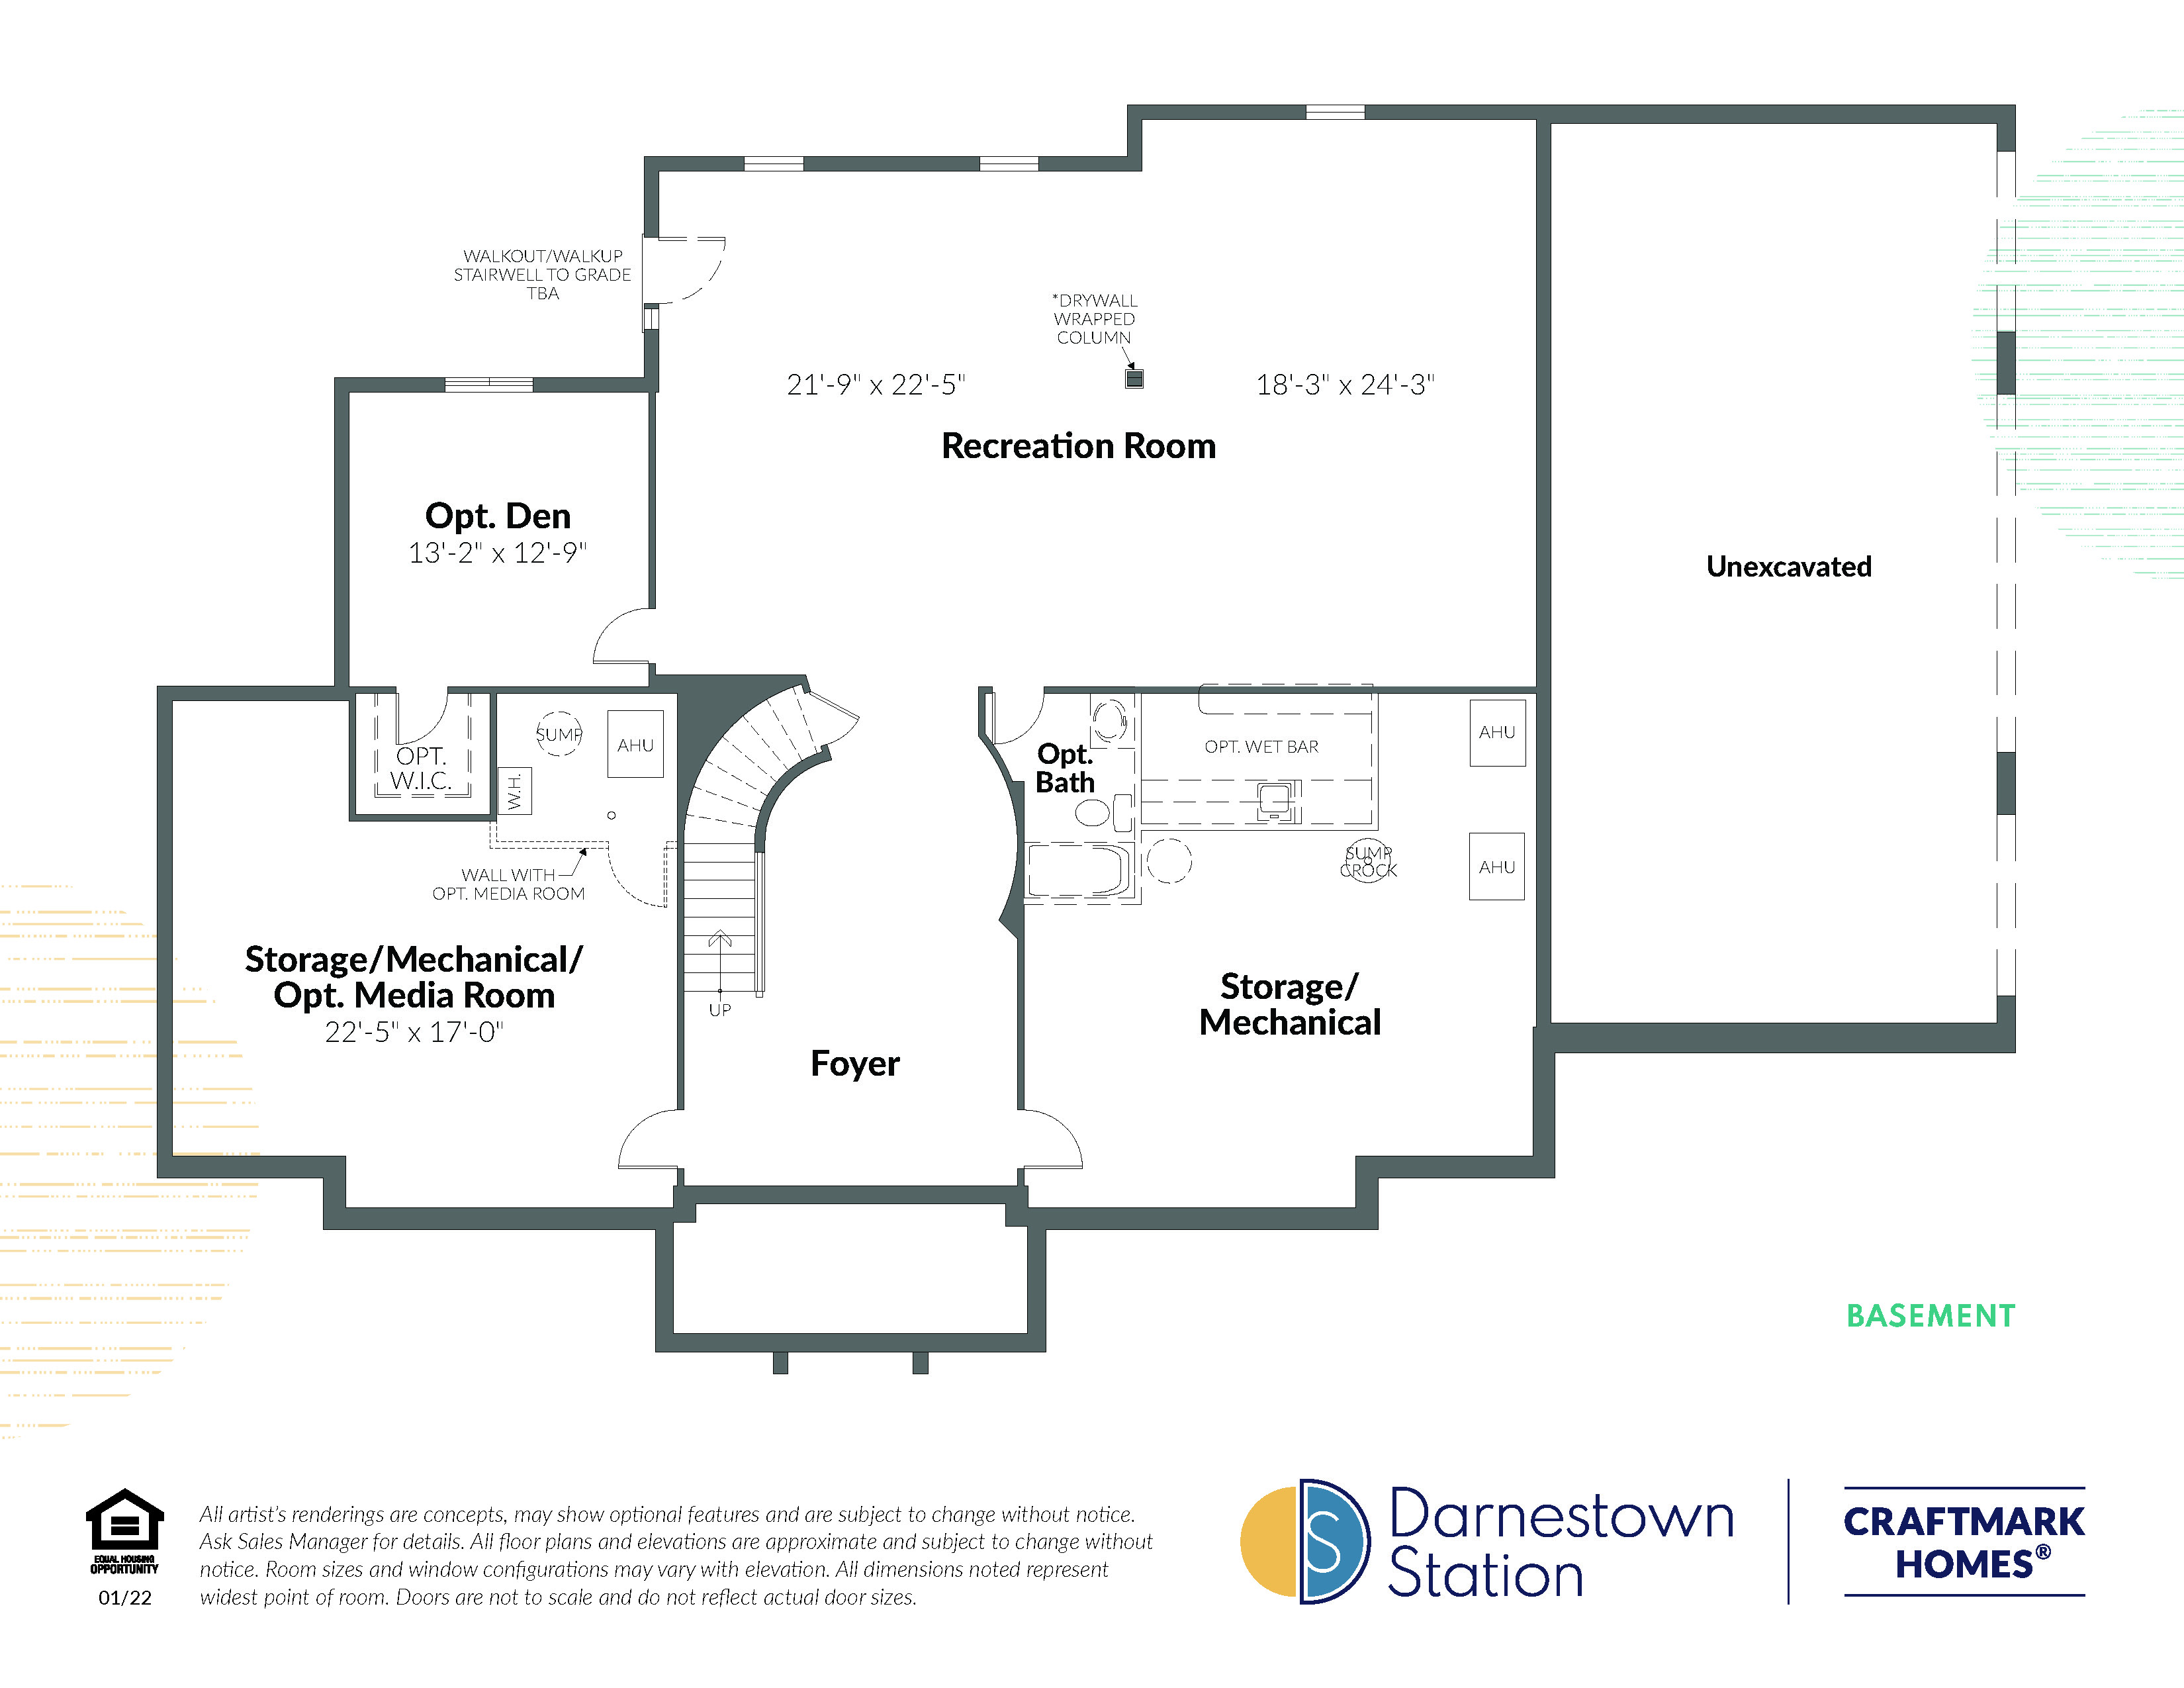 WALKOUT/WALKUP
STAIRWELL TO GRADE
TBA
*DRYWALL
WRAPPED
COLUMN
21'-9" x 22'-5"
18'-3" x 24'-3"
Recreation Room
Opt. Den
13'-2" x 12'-9"
Unexcavated
SUMP
AHU
W.H.
OPT.
W.I.C.
Opt.
Bath
OPT. WET BAR
AHU
SUMP
CROCK
AHU
WALL WITH
OPT. MEDIA ROOM
Storage/Mechanical/
Opt. Media Room
22'-5" x 17'-0"
UP
Foyer
Storage/
Mechanical
BASEMENT
EQUAL HOUSING
OPPORTUNITY
01/22
All artist's renderings are concepts, may show optional features and are subject to change without notice.
Ask Sales Manager for details. All floor plans and elevations are approximate and subject to change without
notice. Room sizes and window configurations may vary with elevation. All dimensions noted represent
widest point of room. Doors are not to scale and do not reflect actual door sizes.
DS
Darnestown
Station
CRAFTMARK
HOMES®